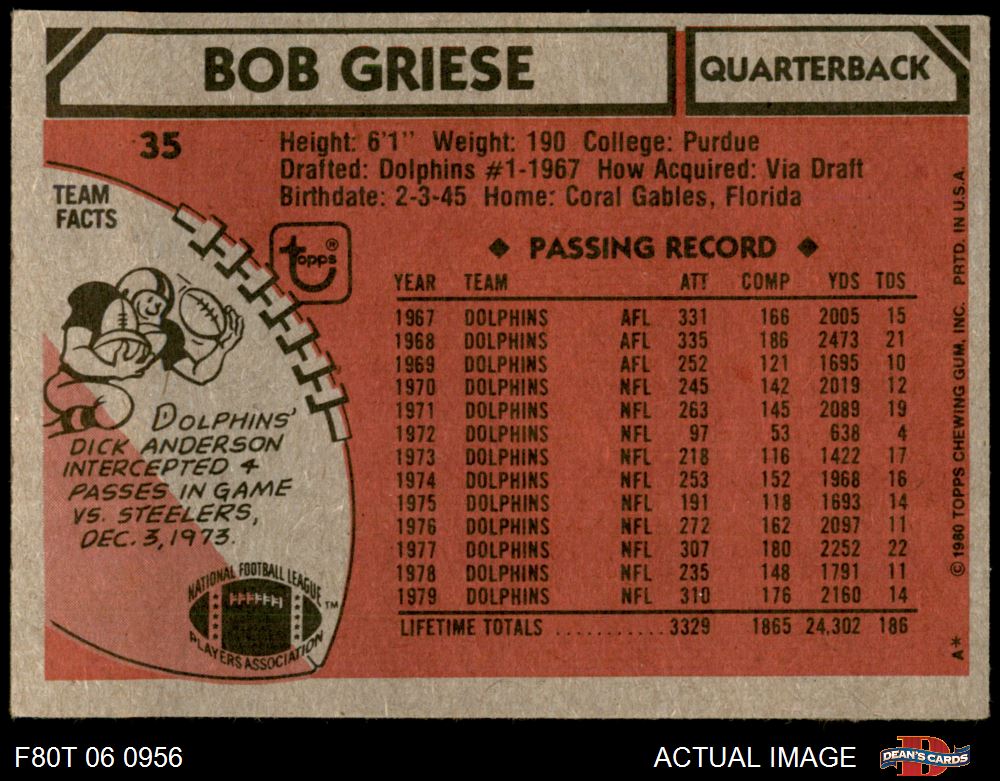 BOB GRIESE
QUARTERBACK
35
Height: 6'1" Weight: 190 College: Purdue
Drafted: Dolphins #1-1967 How Acquired: Via Draft
Birthdate: 2-3-45 Home: Coral Gables, Florida
TEAM
FACTS
topps®
DOLPHINS'
DICK ANDERSON
INTERCEPTED 4
PASSES IN GAME
VS. STEELERS,
DEC. 3, 1973.
NATIONAL FOOTBALL LEAGUE
PLAYERS ASSOCIATION
TM
◆ PASSING RECORD ◆
YEAR TEAM ATT COMP YDS TDS
1967 DOLPHINS AFL 331 166 2005 15
1968 DOLPHINS AFL 335 186 2473 21
1969 DOLPHINS AFL 252 121 1695 10
1970 DOLPHINS NFL 245 142 2019 12
1971 DOLPHINS NFL 263 145 2089 19
1972 DOLPHINS NFL 97 53 638 4
1973 DOLPHINS NFL 218 116 1422 17
1974 DOLPHINS NFL 253 152 1968 16
1975 DOLPHINS NFL 191 118 1693 14
1976 DOLPHINS NFL 272 162 2097 11
1977 DOLPHINS NFL 307 180 2252 22
1978 DOLPHINS NFL 235 148 1791 11
1979 DOLPHINS NFL 310 176 2160 14
LIFETIME TOTALS ........... 3329 1865 24,302 186
A* © 1980 TOPPS CHEWING GUM, INC. PRTD. IN U.S.A.
F80T 06 0956
ACTUAL IMAGE
DEAN'S CARDS